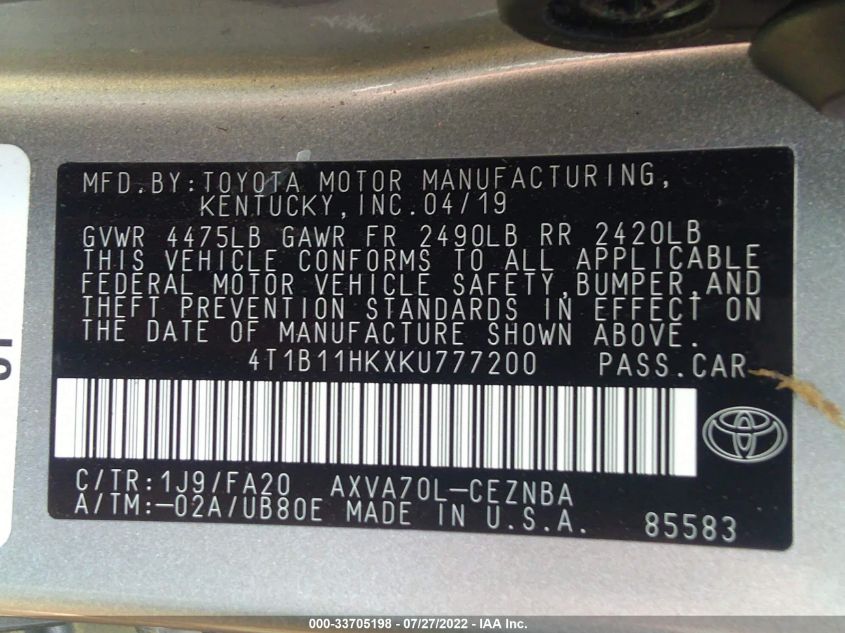 MFD.BY:TOYOTA MOTOR MANUFACTURING,
KENTUCKY,INC.04/19
GVWR 4475LB GAWR FR 2490LB RR 2420LB
THIS VEHICLE CONFORMS TO ALL APPLICABLE
FEDERAL MOTOR VEHICLE SAFETY,BUMPER,AND
THEFT PREVENTION STANDARDS IN EFFECT ON
THE DATE OF MANUFACTURE SHOWN ABOVE.
4T1B11HKXKU777200 PASS.CAR
C/TR:1J9/FA20 AXVA70L-CEZNBA
A/TM:-02A/UB80E MADE IN U.S.A. 85583
000-33705198 - 07/27/2022 - IAA Inc.